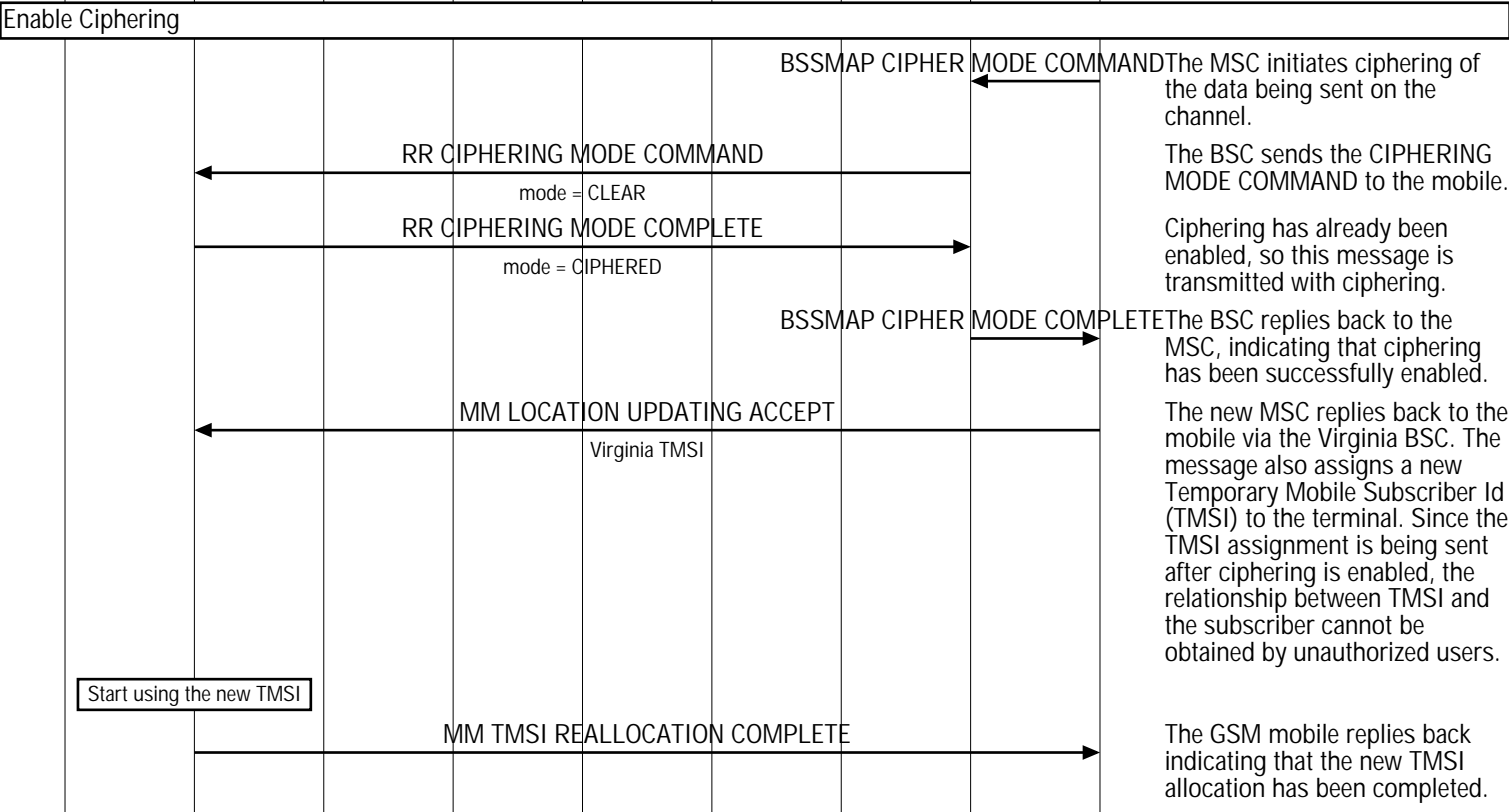 Enable Ciphering
BSSMAP CIPHER MODE COMMAND
The MSC initiates ciphering of
the data being sent on the
channel.
RR CIPHERING MODE COMMAND
mode = CLEAR
The BSC sends the CIPHERING
MODE COMMAND to the mobile.
RR CIPHERING MODE COMPLETE
mode = CIPHERED
Ciphering has already been
enabled, so this message is
transmitted with ciphering.
BSSMAP CIPHER MODE COMPLETE
The BSC replies back to the
MSC, indicating that ciphering
has been successfully enabled.
MM LOCATION UPDATING ACCEPT
Virginia TMSI
The new MSC replies back to the
mobile via the Virginia BSC. The
message also assigns a new
Temporary Mobile Subscriber Id
(TMSI) to the terminal. Since the
TMSI assignment is being sent
after ciphering is enabled, the
relationship between TMSI and
the subscriber cannot be
obtained by unauthorized users.
Start using the new TMSI
MM TMSI REALLOCATION COMPLETE
The GSM mobile replies back
indicating that the new TMSI
allocation has been completed.